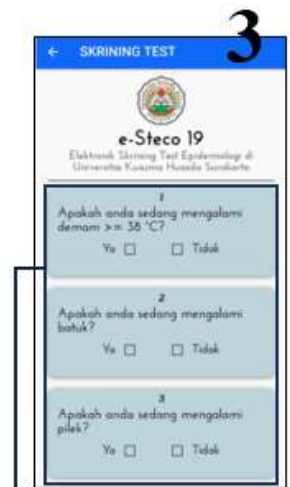 3
← SKRINING TEST
e-Steco 19
Elektronik Skrining Test Epidemiologi di
Universitas Kusuma Husada Surakarta
1
Apakah anda sedang mengalami
demam >= 38 °C?
Ya Tidak
2
Apakah anda sedang mengalami
batuk?
Ya Tidak
3
Apakah anda sedang mengalami
pilek?
Ya Tidak